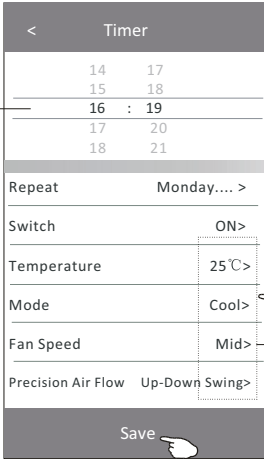 < Timer
14 17
15 18
16 : 19
17 20
18 21
Repeat Monday.... >
Switch ON>
Temperature 25℃>
Mode Cool>
Fan Speed Mid>
Precision Air Flow Up-Down Swing>
Save